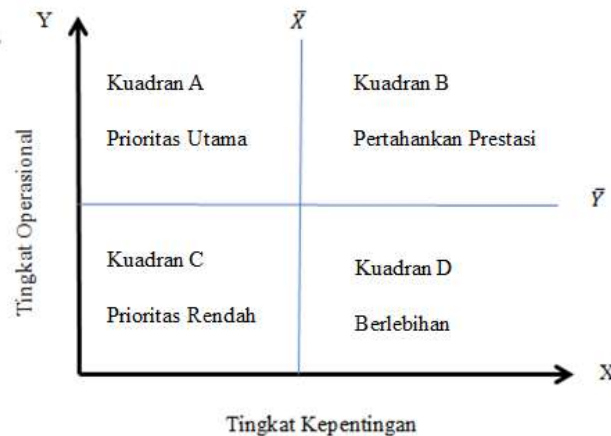 Y
X̄
Kuadran A
Kuadran B
Prioritas Utama
Pertahankan Prestasi
Tingkat Operasional
Ȳ
Kuadran C
Kuadran D
Prioritas Rendah
Berlebihan
X
Tingkat Kepentingan